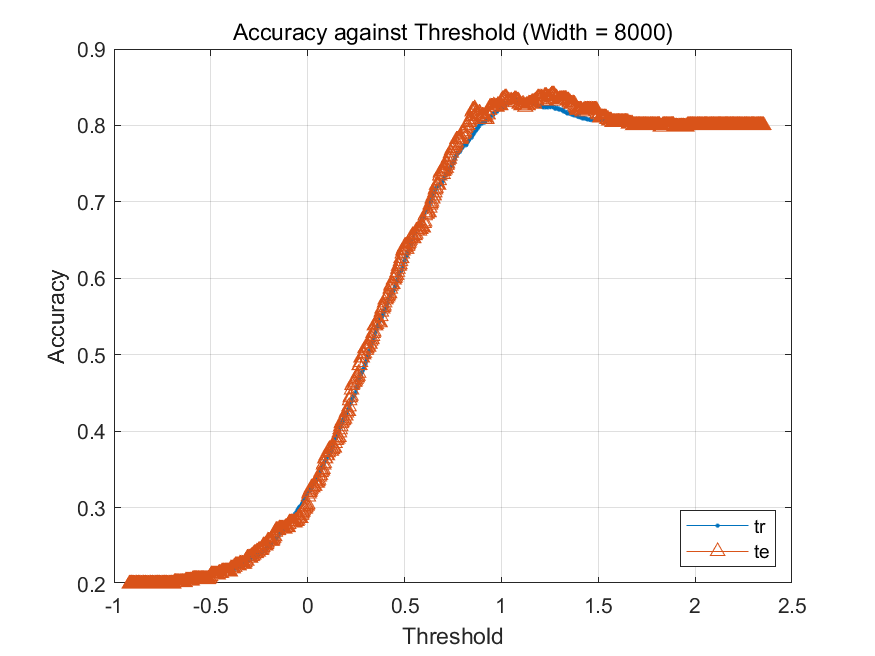 Accuracy against Threshold (Width = 8000)
0.9
0.8
0.7
0.6
0.5
0.4
0.3
0.2
Accuracy
-1 -0.5 0 0.5 1 1.5 2 2.5
Threshold
tr
te